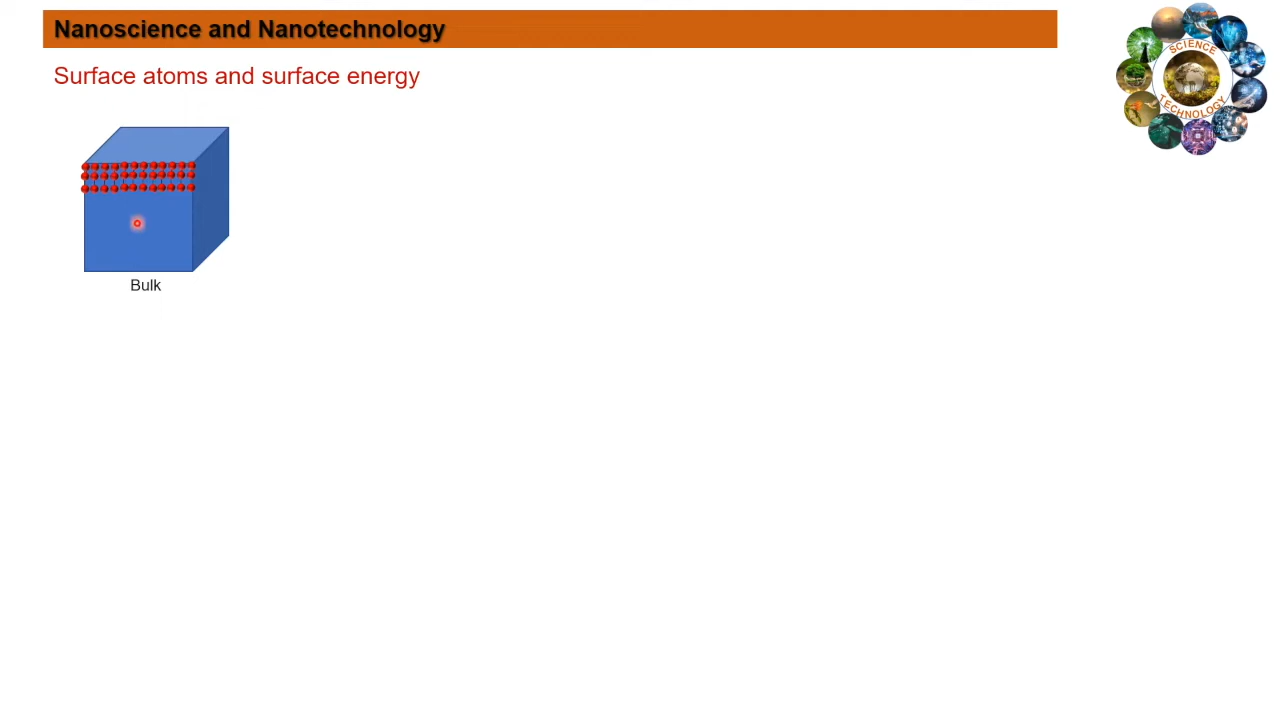 Nanoscience and Nanotechnology
Surface atoms and surface energy
SCIENCE
TECHNOLOGY
Bulk